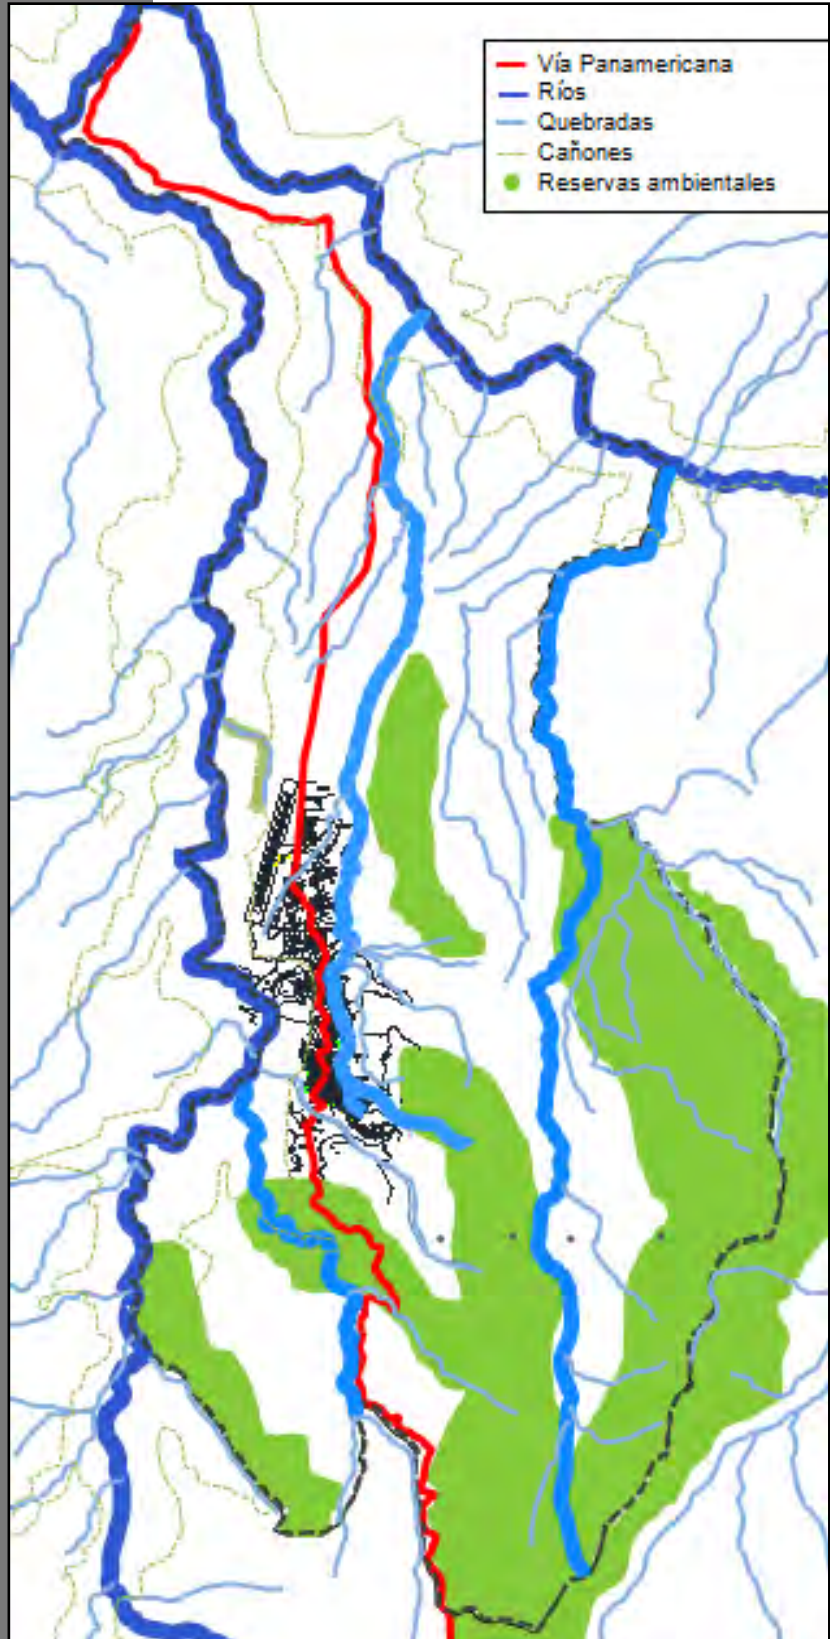 Vía Panamericana
Ríos
Quebradas
Cañones
Reservas ambientales